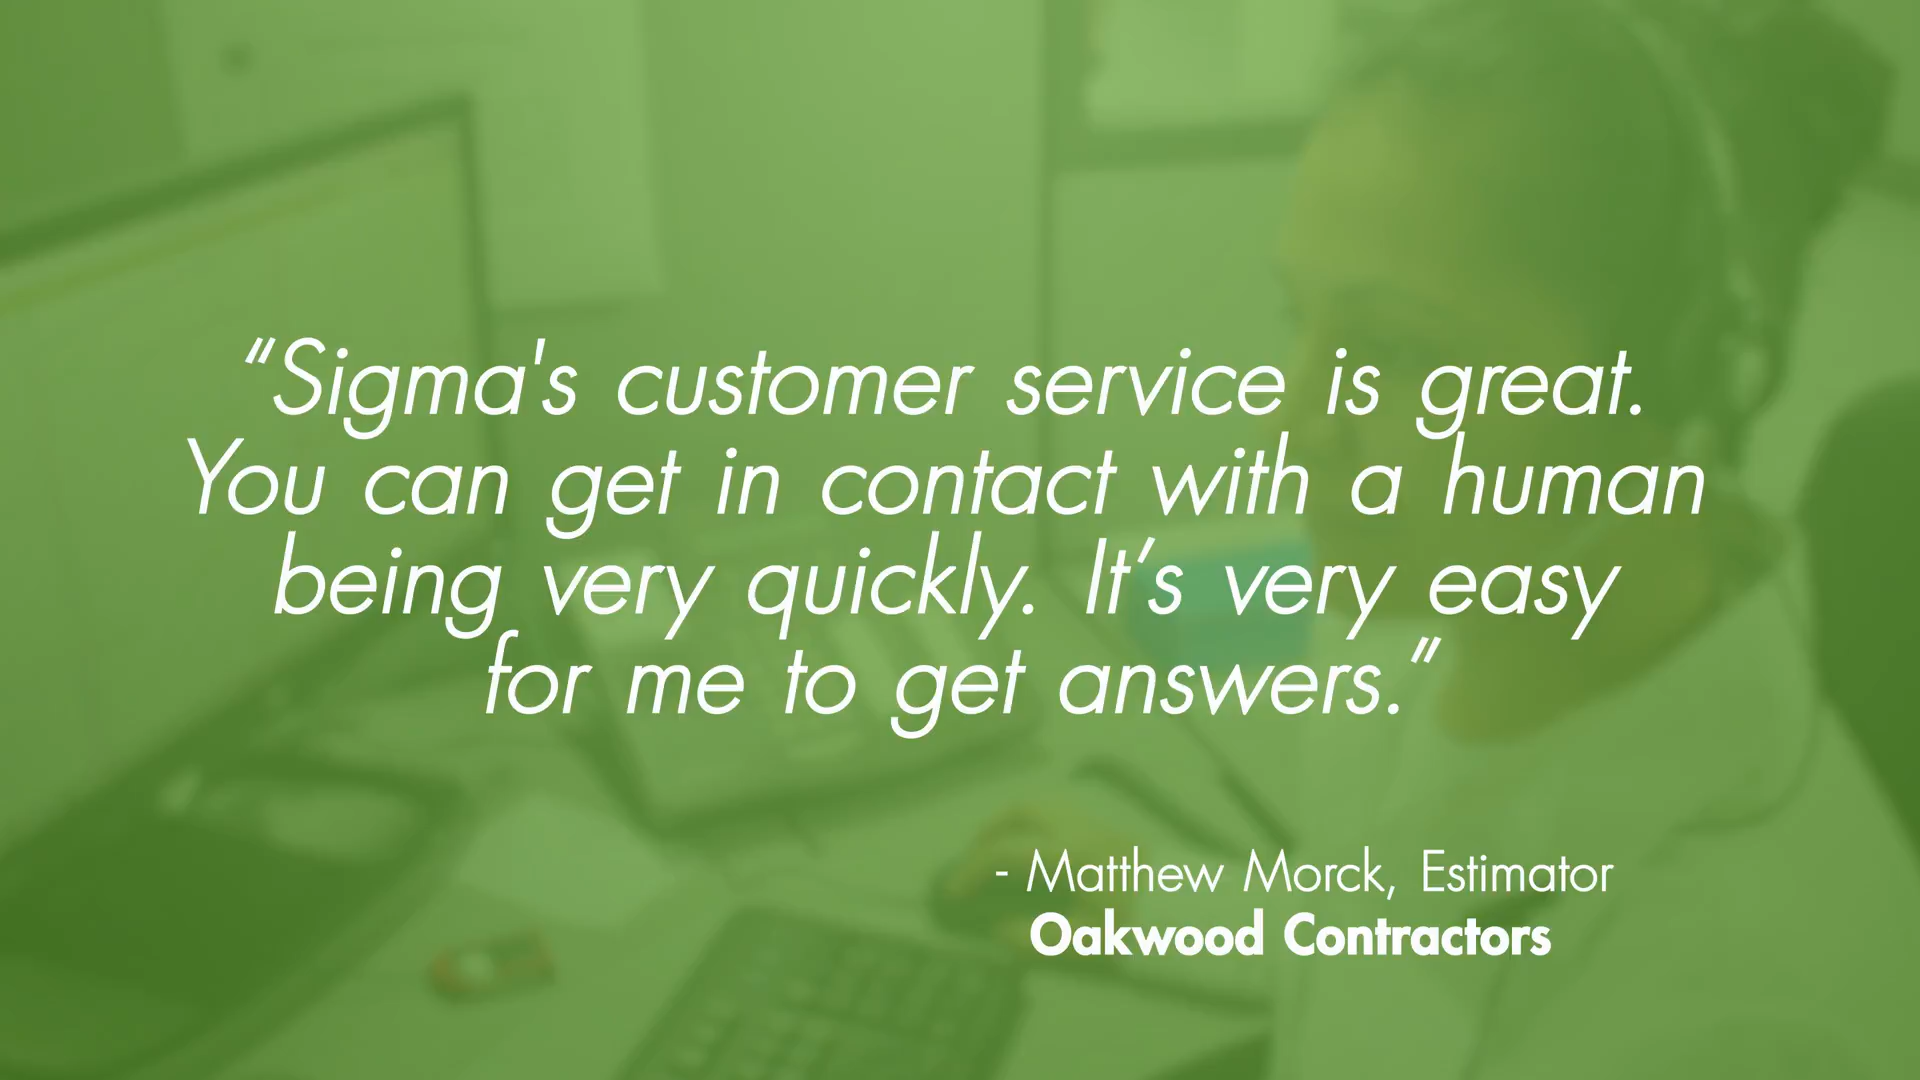 “Sigma's customer service is great.
You can get in contact with a human
being very quickly. It’s very easy
for me to get answers.”
- Matthew Morck, Estimator
Oakwood Contractors